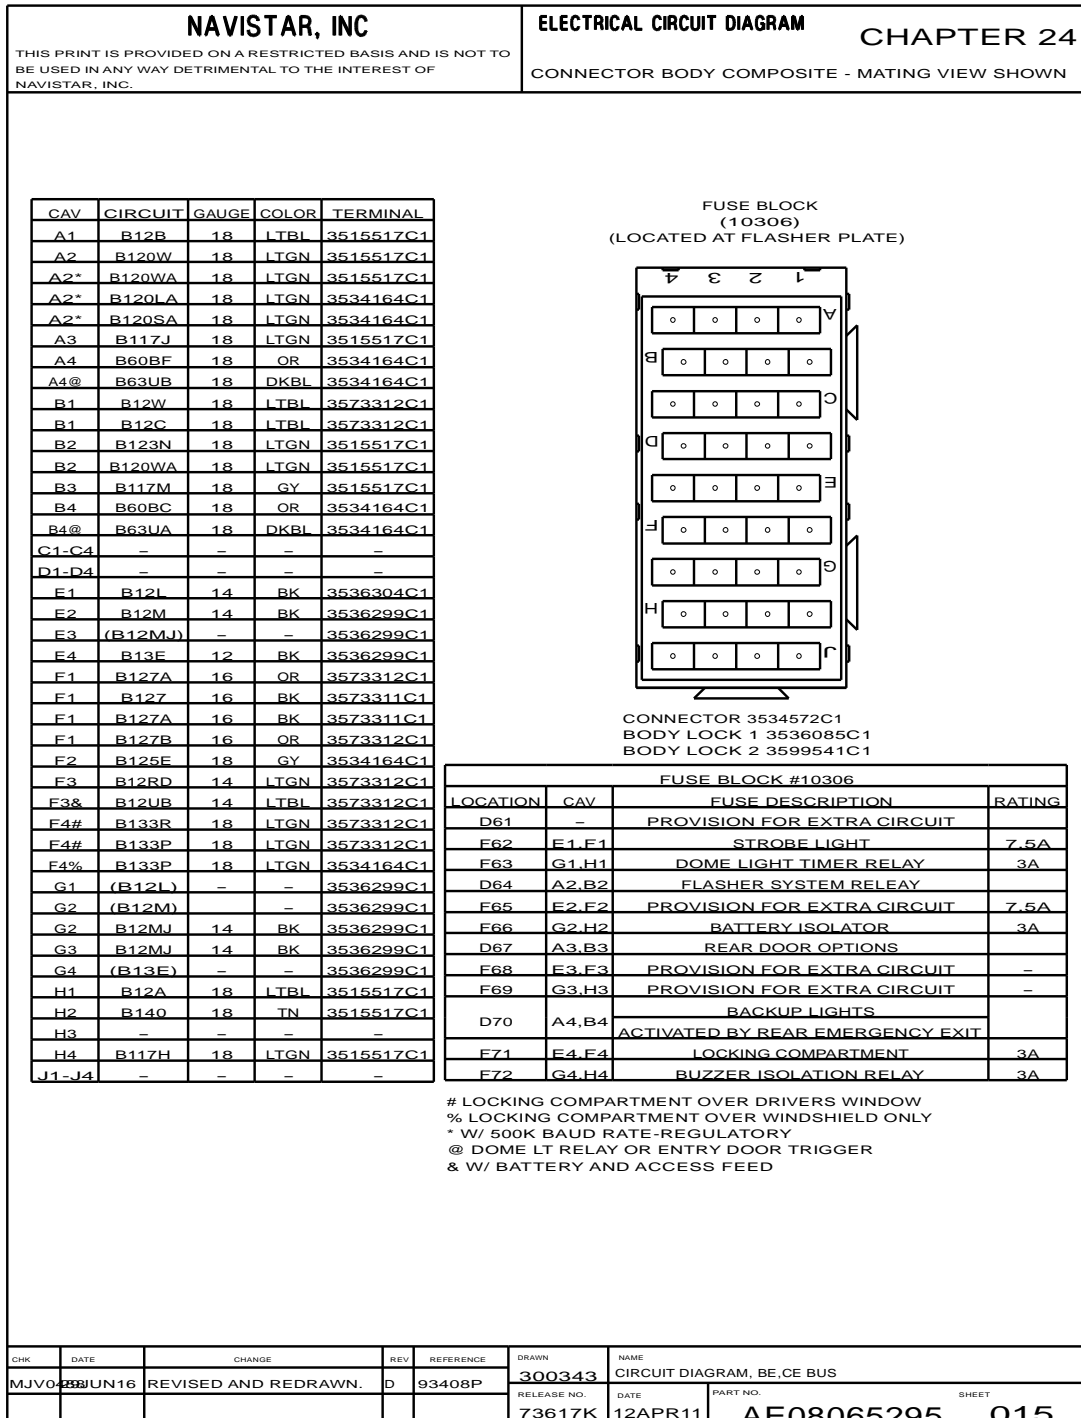 NAVISTAR, INC
THIS PRINT IS PROVIDED ON A RESTRICTED BASIS AND IS NOT TO
BE USED IN ANY WAY DETRIMENTAL TO THE INTEREST OF
NAVISTAR, INC.
ELECTRICAL CIRCUIT DIAGRAM
CHAPTER 24
CONNECTOR BODY COMPOSITE - MATING VIEW SHOWN
CAV CIRCUIT GAUGE COLOR TERMINAL
A1 B12B 18 LTBL 3515517C1
A2 B120W 18 LTGN 3515517C1
A2* B120WA 18 LTGN 3515517C1
A2* B120LA 18 LTGN 3534164C1
A2* B120SA 18 LTGN 3534164C1
A3 B117J 18 LTGN 3515517C1
A4 B60BF 18 OR 3534164C1
A4@ B63UB 18 DKBL 3534164C1
B1 B12W 18 LTBL 3573312C1
B1 B12C 18 LTBL 3573312C1
B2 B123N 18 LTGN 3515517C1
B2 B120WA 18 LTGN 3515517C1
B3 B117M 18 GY 3515517C1
B4 B60BC 18 OR 3534164C1
B4@ B63UA 18 DKBL 3534164C1
C1-C4 – – – –
D1-D4 – – – –
E1 B12L 14 BK 3536304C1
E2 B12M 14 BK 3536299C1
E3 (B12MJ) – – 3536299C1
E4 B13E 12 BK 3536299C1
F1 B127A 16 OR 3573312C1
F1 B127 16 BK 3573311C1
F1 B127A 16 BK 3573311C1
F1 B127B 16 OR 3573312C1
F2 B125E 18 GY 3534164C1
F3 B12RD 14 LTGN 3573312C1
F3& B12UB 14 LTBL 3573312C1
F4# B133R 18 LTGN 3573312C1
F4# B133P 18 LTGN 3573312C1
F4% B133P 18 LTGN 3534164C1
G1 (B12L) – – 3536299C1
G2 (B12M) – 3536299C1
G2 B12MJ 14 BK 3536299C1
G3 B12MJ 14 BK 3536299C1
G4 (B13E) – – 3536299C1
H1 B12A 18 LTBL 3515517C1
H2 B140 18 TN 3515517C1
H3 – – – –
H4 B117H 18 LTGN 3515517C1
J1-J4 – – – –
FUSE BLOCK
(10306)
(LOCATED AT FLASHER PLATE)
4 3 2 1
A
B
C
D
E
F
G
H
J
CONNECTOR 3534572C1
BODY LOCK 1 3536085C1
BODY LOCK 2 3599541C1
FUSE BLOCK #10306
LOCATION CAV FUSE DESCRIPTION RATING
D61 – PROVISION FOR EXTRA CIRCUIT
F62 E1,F1 STROBE LIGHT 7.5A
F63 G1,H1 DOME LIGHT TIMER RELAY 3A
D64 A2,B2 FLASHER SYSTEM RELEAY
F65 E2,F2 PROVISION FOR EXTRA CIRCUIT 7.5A
F66 G2,H2 BATTERY ISOLATOR 3A
D67 A3,B3 REAR DOOR OPTIONS
F68 E3,F3 PROVISION FOR EXTRA CIRCUIT –
F69 G3,H3 PROVISION FOR EXTRA CIRCUIT –
D70 A4,B4 BACKUP LIGHTS
ACTIVATED BY REAR EMERGENCY EXIT
F71 E4,F4 LOCKING COMPARTMENT 3A
F72 G4,H4 BUZZER ISOLATION RELAY 3A
# LOCKING COMPARTMENT OVER DRIVERS WINDOW
% LOCKING COMPARTMENT OVER WINDSHIELD ONLY
* W/ 500K BAUD RATE-REGULATORY
@ DOME LT RELAY OR ENTRY DOOR TRIGGER
& W/ BATTERY AND ACCESS FEED
CHK DATE CHANGE REV REFERENCE
REVISED AND REDRAWN. D 93408P
DRAWN
300343
NAME
CIRCUIT DIAGRAM, BE,CE BUS
RELEASE NO.
73617K
DATE
12APR11
PART NO.
AE08065295
SHEET
015